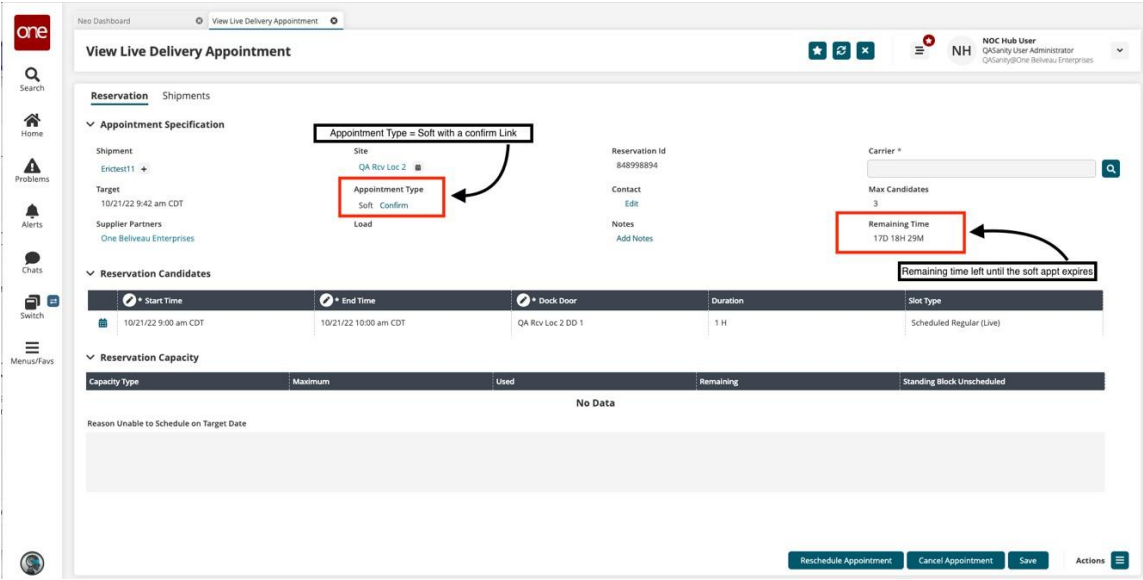 one
Neo Dashboard View Live Delivery Appointment
View Live Delivery Appointment
NH
NOC Hub User
QASanity User Administrator
QASanity@One Beliveau Enterprises
Search
Home
Problems
Alerts
Chats
Switch
Menus/Favs
Reservation Shipments
Appointment Specification
Appointment Type = Soft with a confirm Link
Shipment Site Reservation Id Carrier *
Erictest11 QA Rcv Loc 2 848998894
Target Appointment Type Contact Max Candidates
10/21/22 9:42 am CDT Soft Confirm Edit 3
Supplier Partners Load Notes Remaining Time
One Beliveau Enterprises Add Notes 17D 18H 29M
Remaining time left until the soft appt expires
Reservation Candidates
* Start Time * End Time * Dock Door Duration Slot Type
10/21/22 9:00 am CDT 10/21/22 10:00 am CDT QA Rcv Loc 2 DD 1 1 H Scheduled Regular (Live)
Reservation Capacity
Capacity Type Maximum Used Remaining Standing Block Unscheduled
No Data
Reason Unable to Schedule on Target Date
Reschedule Appointment Cancel Appointment Save Actions